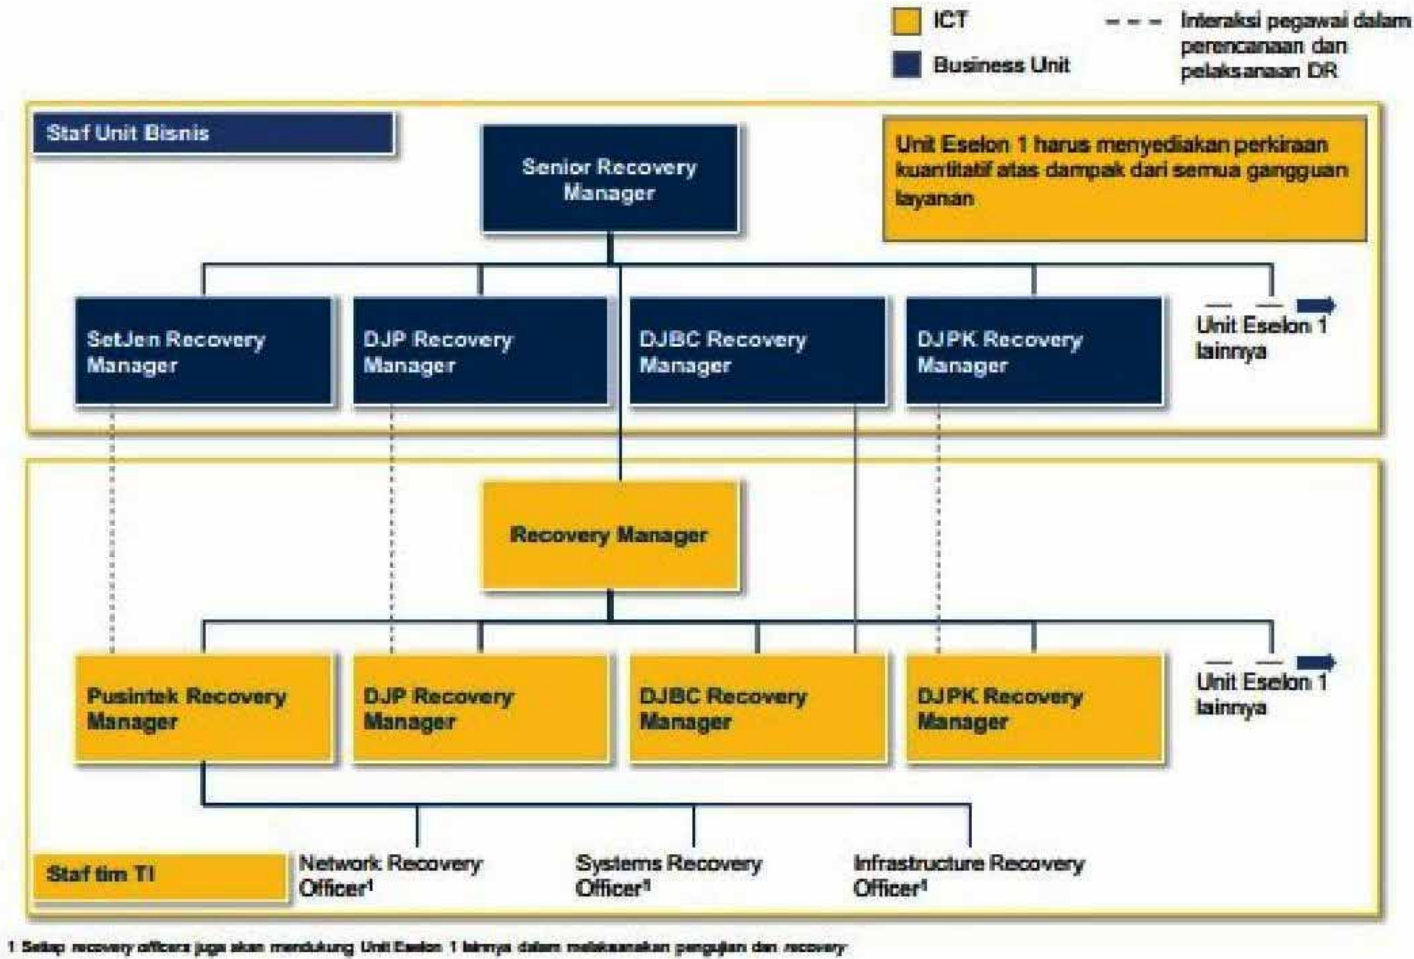 ICT
Business Unit
Interaksi pegawai dalam
perencanaan dan
pelaksanaan DR
Staf Unit Bisnis
Senior Recovery
Manager
Unit Eselon 1 harus menyediakan perkiraan
kuantitatif atas dampak dari semua gangguan
layanan
SetJen Recovery
Manager
DJP Recovery
Manager
DJBC Recovery
Manager
DJPK Recovery
Manager
Unit Eselon 1
lainnya
Recovery Manager
Pusintek Recovery
Manager
DJP Recovery
Manager
DJBC Recovery
Manager
DJPK Recovery
Manager
Unit Eselon 1
lainnya
Staf tim TI
Network Recovery
Officer¹
Systems Recovery
Officer¹
Infrastructure Recovery
Officer¹
1 Setiap recovery officers juga akan mendukung Unit Eselon 1 lainnya dalam melaksanakan pengujian dan recovery